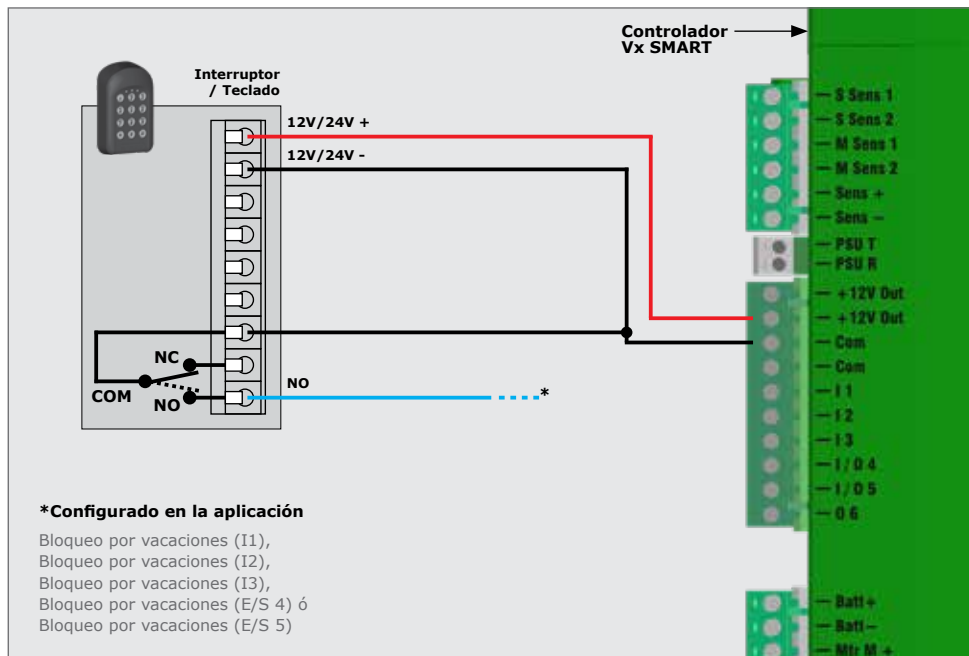 Controlador
Vx SMART
Interruptor
/ Teclado
12V/24V +
12V/24V -
NC
COM
NO
NO
*
S Sens 1
S Sens 2
M Sens 1
M Sens 2
Sens +
Sens –
PSU T
PSU R
+12V Out
+12V Out
Com
Com
I 1
I 2
I 3
I / O 4
I / O 5
O 6
Batt+
Batt–
Mtr M +
*Configurado en la aplicación
Bloqueo por vacaciones (I1),
Bloqueo por vacaciones (I2),
Bloqueo por vacaciones (I3),
Bloqueo por vacaciones (E/S 4) ó
Bloqueo por vacaciones (E/S 5)